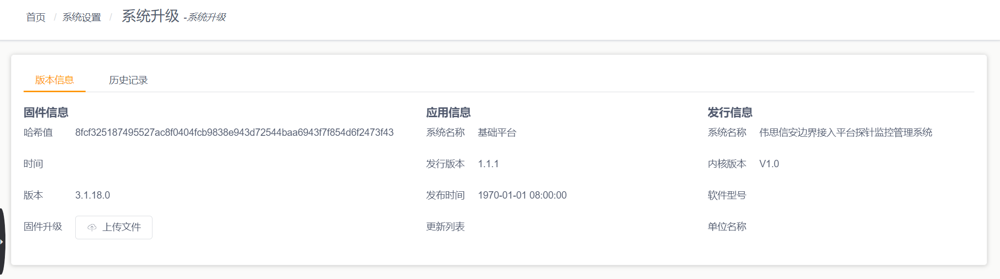 首页 / 系统设置 / 系统升级 -系统升级
版本信息 历史记录
固件信息 应用信息 发行信息
哈希值 8fcf325187495527ac8f0404fcb9838e943d72544baa6943f7f854d6f2473f43 系统名称 基础平台 系统名称 伟思信安边界接入平台探针监控管理系统
时间 发行版本 1.1.1 内核版本 V1.0
版本 3.1.18.0 发布时间 1970-01-01 08:00:00 软件型号
固件升级 上传文件 更新列表 单位名称